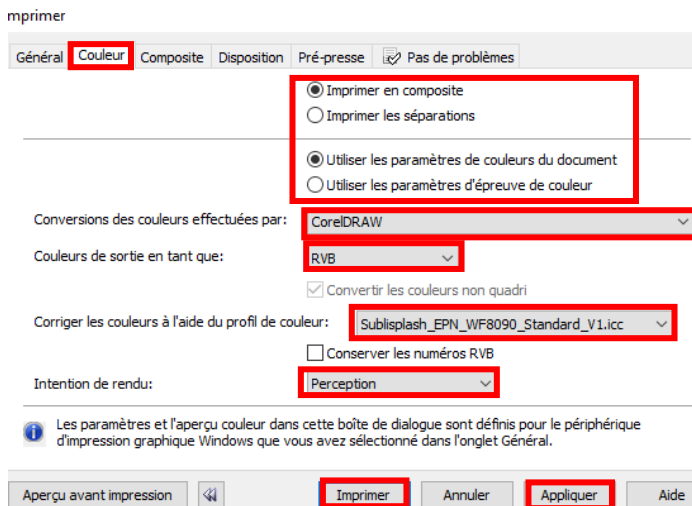 mprimer
Général Couleur Composite Disposition Pré-presse Pas de problèmes
Imprimer en composite
Imprimer les séparations
Utiliser les paramètres de couleurs du document
Utiliser les paramètres d'épreuve de couleur
Conversions des couleurs effectuées par: CorelDRAW
Couleurs de sortie en tant que: RVB
Convertir les couleurs non quadri
Corriger les couleurs à l'aide du profil de couleur: Sublisplash_EPN_WF8090_Standard_V1.icc
Conserver les numéros RVB
Intention de rendu: Perception
Les paramètres et l'aperçu couleur dans cette boîte de dialogue sont définis pour le périphérique
d'impression graphique Windows que vous avez sélectionné dans l'onglet Général.
Aperçu avant impression Imprimer Annuler Appliquer Aide